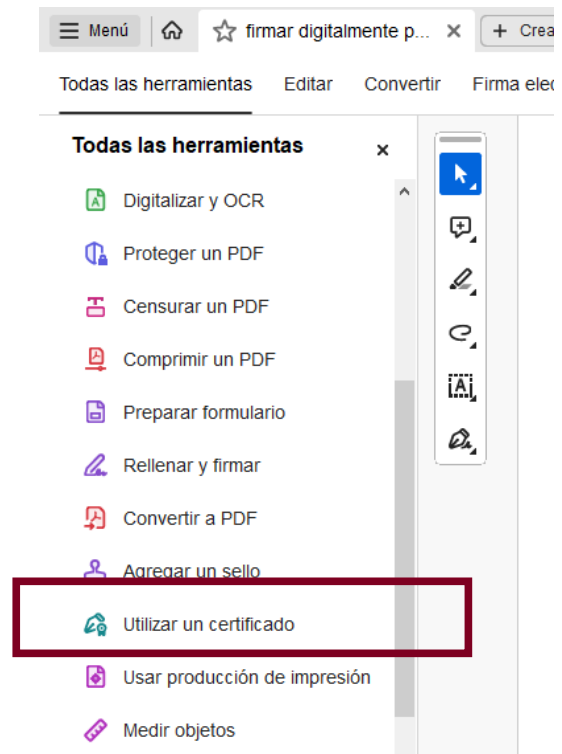 Menú firmar digitalmente p... Crea
Todas las herramientas Editar Convertir Firma elec
Todas las herramientas
Digitalizar y OCR
Proteger un PDF
Censurar un PDF
Comprimir un PDF
Preparar formulario
Rellenar y firmar
Convertir a PDF
Agregar un sello
Utilizar un certificado
Usar producción de impresión
Medir objetos